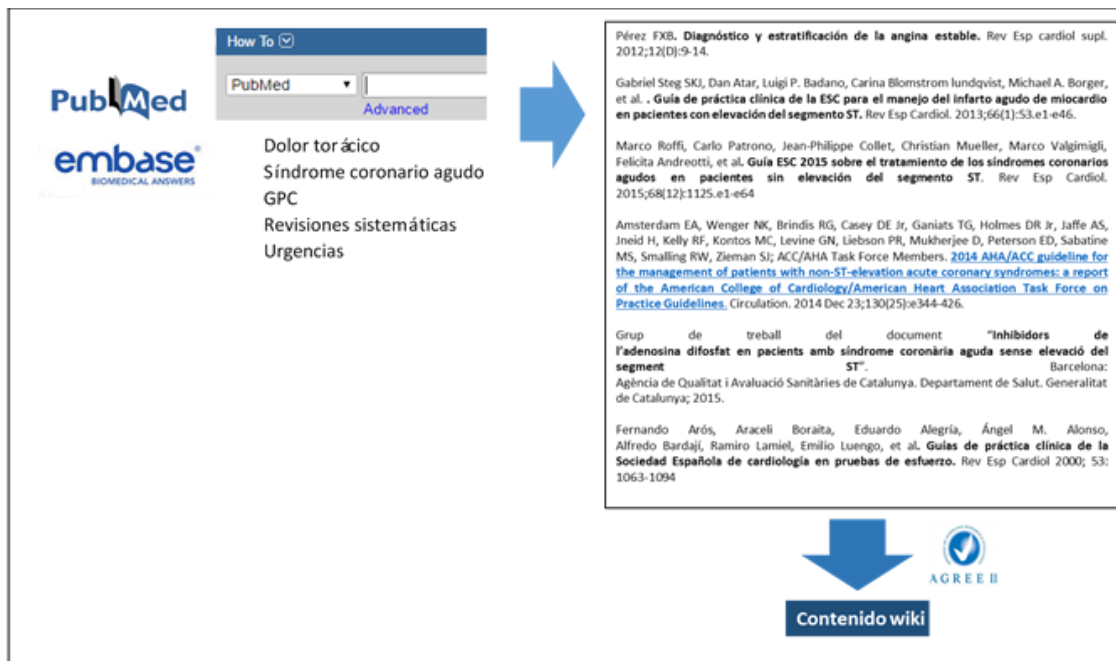 PubMed
embase®
BIOMEDICAL ANSWERS
How To
PubMed
Advanced
Dolor torácico
Síndrome coronario agudo
GPC
Revisiones sistemáticas
Urgencias
Pérez FXB. Diagnóstico y estratificación de la angina estable. Rev Esp cardiol supl.
2012;12(D):9-14.
Gabriel Steg SKJ, Dan Atar, Luigi P. Badano, Carina Blomstrom lundqvist, Michael A. Borger,
et al. . Guía de práctica clínica de la ESC para el manejo del infarto agudo de miocardio
en pacientes con elevación del segmento ST. Rev Esp Cardiol. 2013;66(1):53.e1-e46.
Marco Roffi, Carlo Patrono, Jean-Philippe Collet, Christian Mueller, Marco Valgimigli,
Felicita Andreotti, et al. Guía ESC 2015 sobre el tratamiento de los síndromes coronarios
agudos en pacientes sin elevación del segmento ST. Rev Esp Cardiol.
2015;68(12):1125.e1-e64
Amsterdam EA, Wenger NK, Brindis RG, Casey DE Jr, Ganiats TG, Holmes DR Jr, Jaffe AS,
Jneid H, Kelly RF, Kontos MC, Levine GN, Liebson PR, Mukherjee D, Peterson ED, Sabatine
MS, Smalling RW, Zieman SJ; ACC/AHA Task Force Members. 2014 AHA/ACC guideline for
the management of patients with non-ST-elevation acute coronary syndromes: a report
of the American College of Cardiology/American Heart Association Task Force on
Practice Guidelines. Circulation. 2014 Dec 23;130(25):e344-426.
Grup de treball del document "Inhibidors de
l'adenosina difosfat en pacients amb síndrome coronària aguda sense elevació del
segment ST". Barcelona:
Agència de Qualitat i Avaluació Sanitàries de Catalunya. Departament de Salut. Generalitat
de Catalunya; 2015.
Fernando Arós, Araceli Boraita, Eduardo Alegría, Ángel M. Alonso,
Alfredo Bardají, Ramiro Lamiel, Emilio Luengo, et al. Guías de práctica clínica de la
Sociedad Española de cardiología en pruebas de esfuerzo. Rev Esp Cardiol 2000; 53:
1063-1094
AGREE II
Contenido wiki